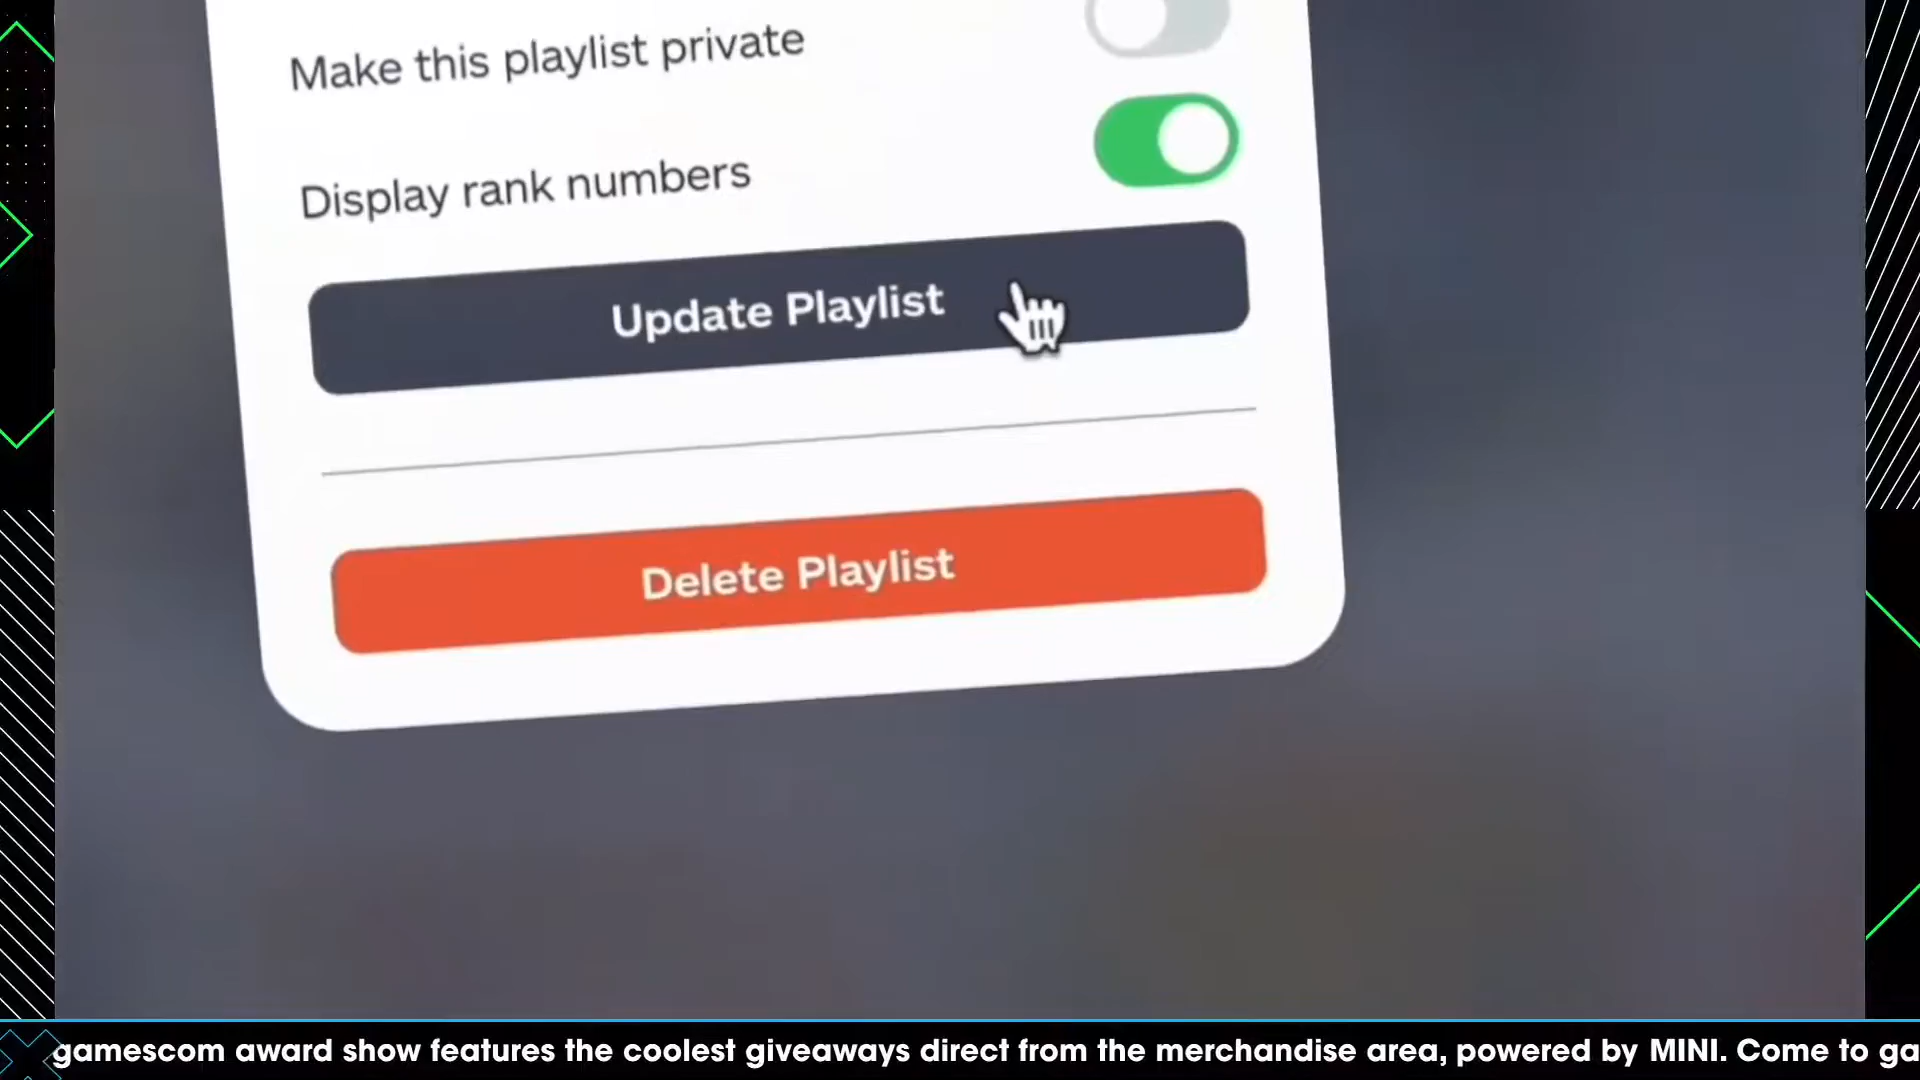 Make this playlist private
Display rank numbers
Update Playlist
Delete Playlist
gamescom award show features the coolest giveaways direct from the merchandise area, powered by MINI. Come to ga